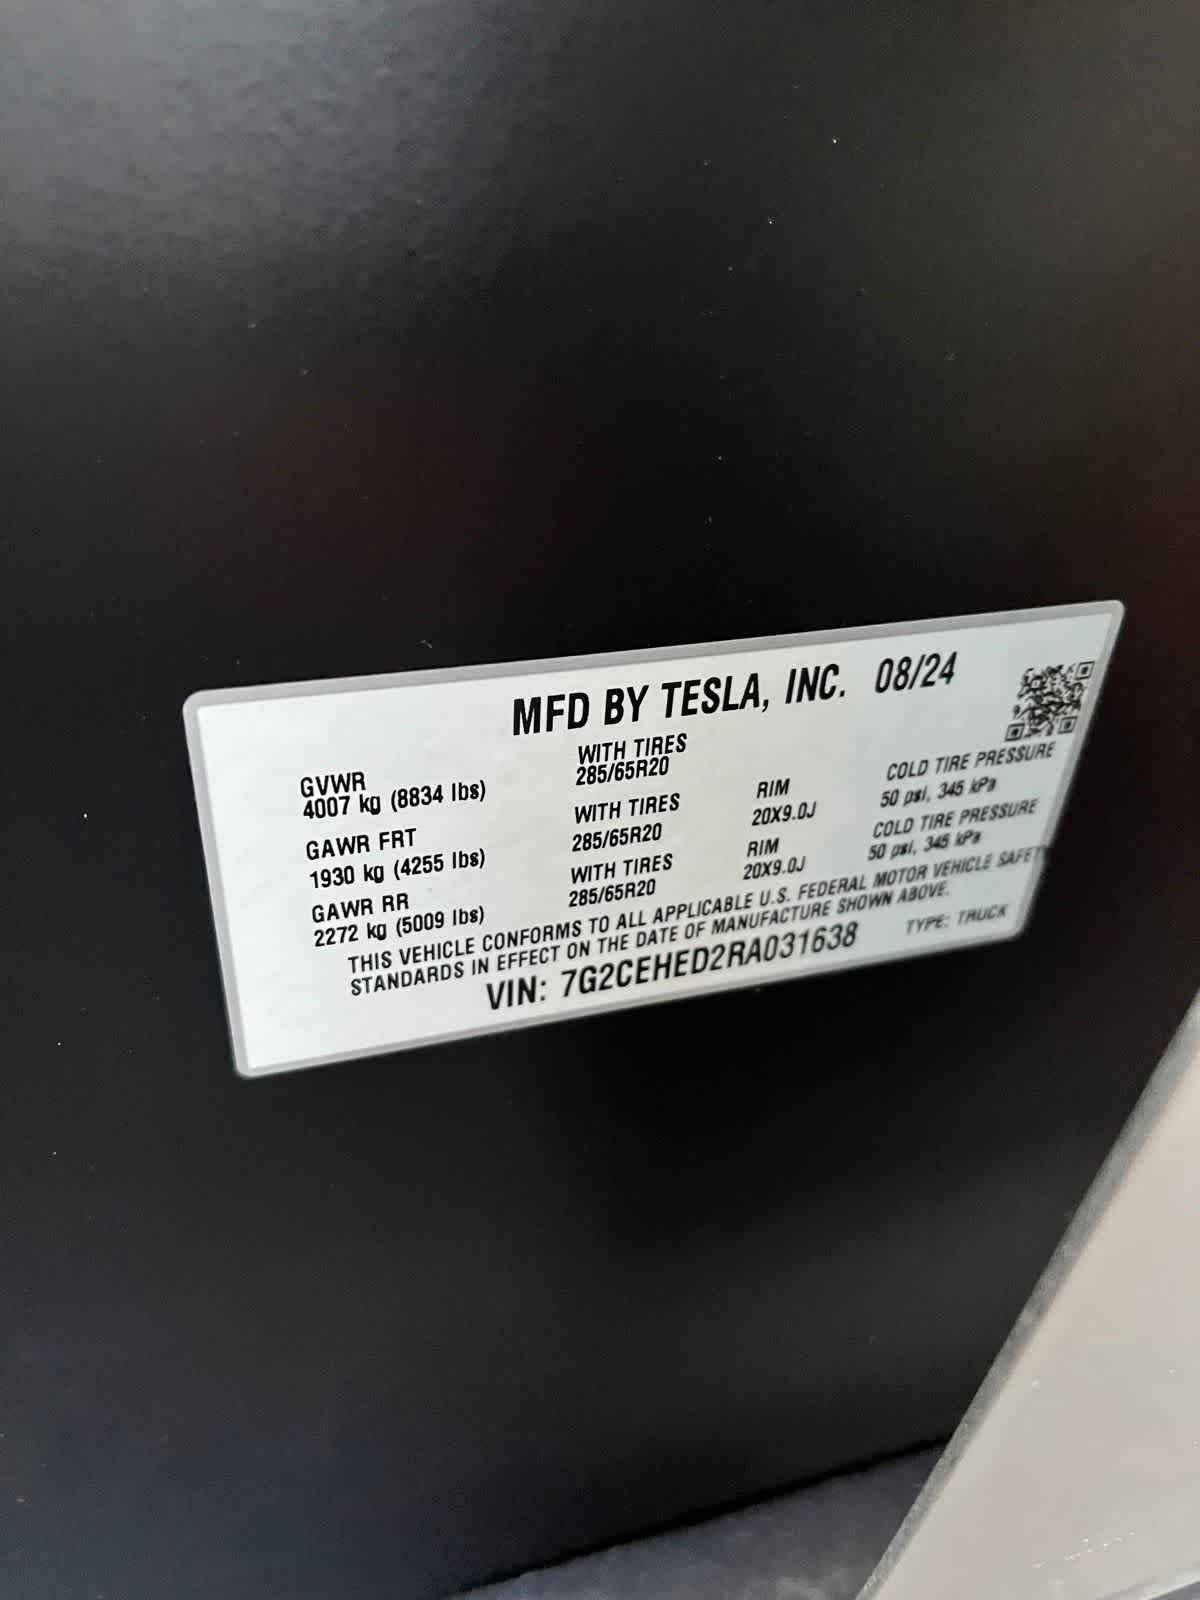 MFD BY TESLA, INC. 08/24
GVWR
4007 kg (8834 lbs)
WITH TIRES
285/65R20
GAWR FRT
1930 kg (4255 lbs)
WITH TIRES
285/65R20
RIM
20X9.0J
COLD TIRE PRESSURE
50 psi, 345 kPa
GAWR RR
2272 kg (5009 lbs)
WITH TIRES
285/65R20
RIM
20X9.0J
COLD TIRE PRESSURE
50 psi, 345 kPa
THIS VEHICLE CONFORMS TO ALL APPLICABLE U.S. FEDERAL MOTOR VEHICLE SAFETY
STANDARDS IN EFFECT ON THE DATE OF MANUFACTURE SHOWN ABOVE.
VIN: 7G2CEHED2RA031638
TYPE: TRUCK